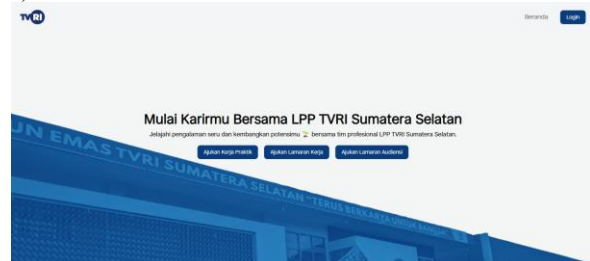 TVRI
Beranda
Login
Mulai Karirmu Bersama LPP TVRI Sumatera Selatan
Jelajahi pengalaman seru dan kembangkan potensimu bersama tim profesional LPP TVRI Sumatera Selatan.
Ajukan Kerja Praktik
Ajukan Lamaran Kerja
Ajukan Lamaran Audiensi
UN EMAS TVRI SUMATERA SELATAN "TERUS BERKARYA UNTUK BANGSA"